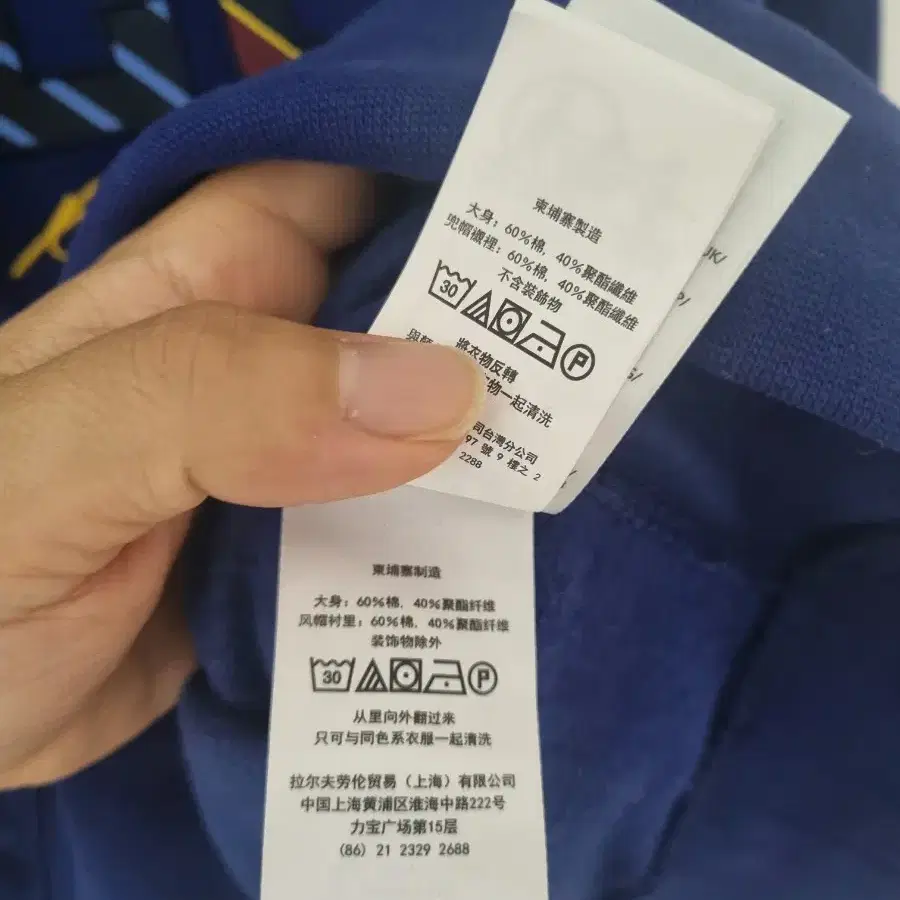 柬埔寨製造
大身: 60%棉, 40%聚酯纖維
兜帽襯裡: 60%棉, 40%聚酯纖維
不含裝飾物
30
P
將衣物反轉
物一起清洗
司台灣分公司
97 號 9 樓之 2
2288
UK/
P/
S/
柬埔寨制造
大身: 60%棉, 40%聚酯纤维
风帽衬里: 60%棉, 40%聚酯纤维
装饰物除外
30
P
从里向外翻过来
只可与同色系衣服一起清洗
拉尔夫劳伦贸易（上海）有限公司
中国上海黄浦区淮海中路222号
力宝广场第15层
(86) 21 2329 2688